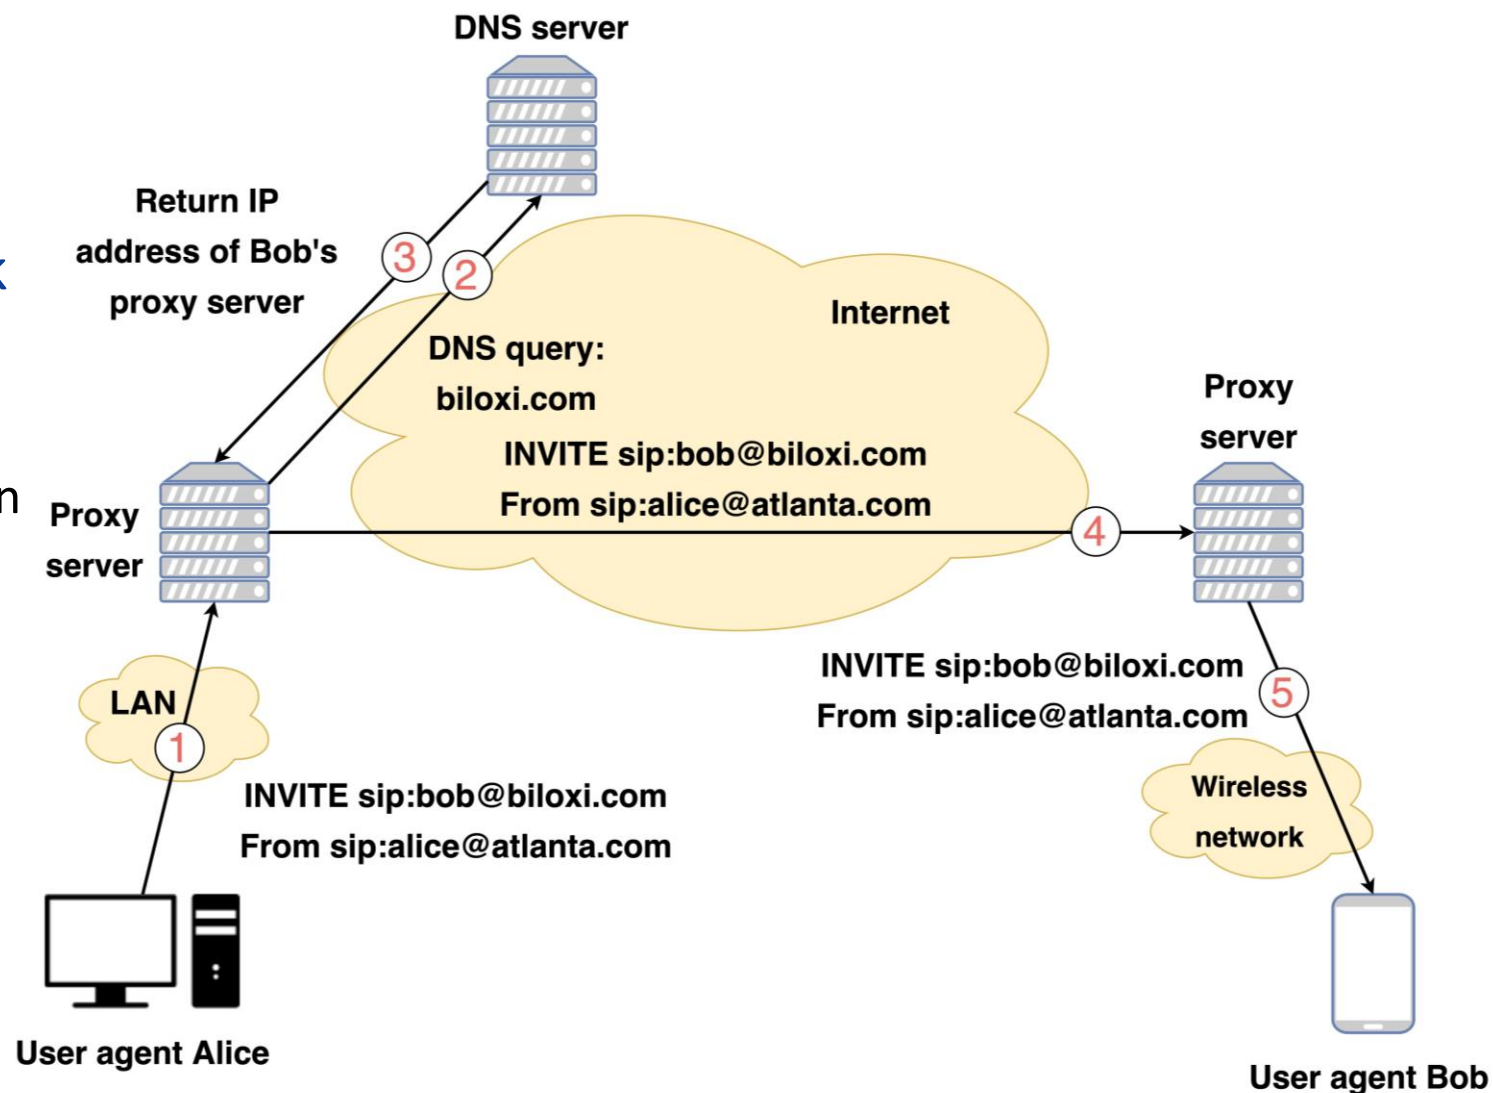 DNS server
Return IP
address of Bob's
proxy server
3
2
Internet
DNS query:
biloxi.com
Proxy
server
INVITE sip:bob@biloxi.com
From sip:alice@atlanta.com
4
n
Proxy
server
INVITE sip:bob@biloxi.com
From sip:alice@atlanta.com
5
LAN
1
INVITE sip:bob@biloxi.com
From sip:alice@atlanta.com
Wireless
network
User agent Alice
User agent Bob